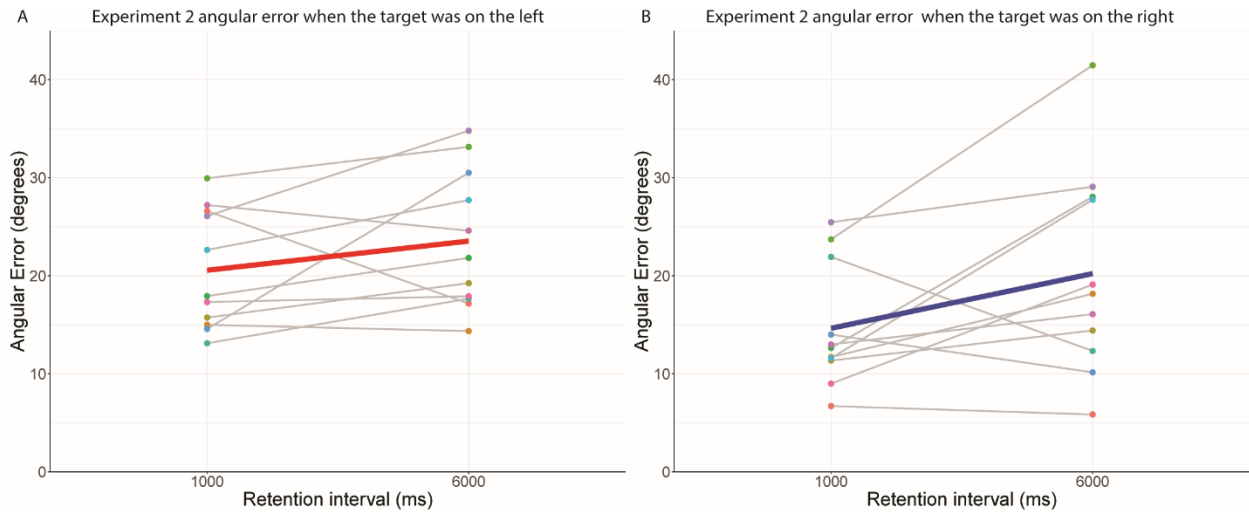 A
Experiment 2 angular error when the target was on the left
Angular Error (degrees)
40
30
20
10
0
1000
6000
Retention interval (ms)
B
Experiment 2 angular error  when the target was on the right
Angular Error (degrees)
40
30
20
10
0
1000
6000
Retention interval (ms)